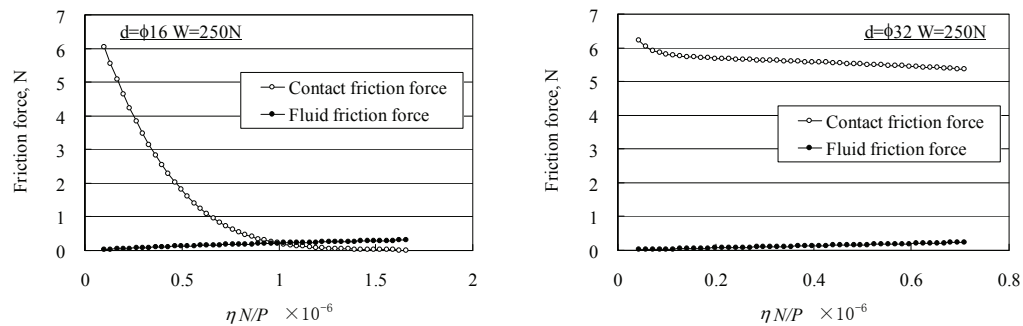 7
6
5
4
3
2
1
0
Friction force, N
d=ϕ16 W=250N
Contact friction force
Fluid friction force
0 0.5 1 1.5 2
η N/P ×10⁻⁶
7
6
5
4
3
2
1
0
Friction force, N
d=ϕ32 W=250N
Contact friction force
Fluid friction force
0 0.2 0.4 0.6 0.8
η N/P ×10⁻⁶